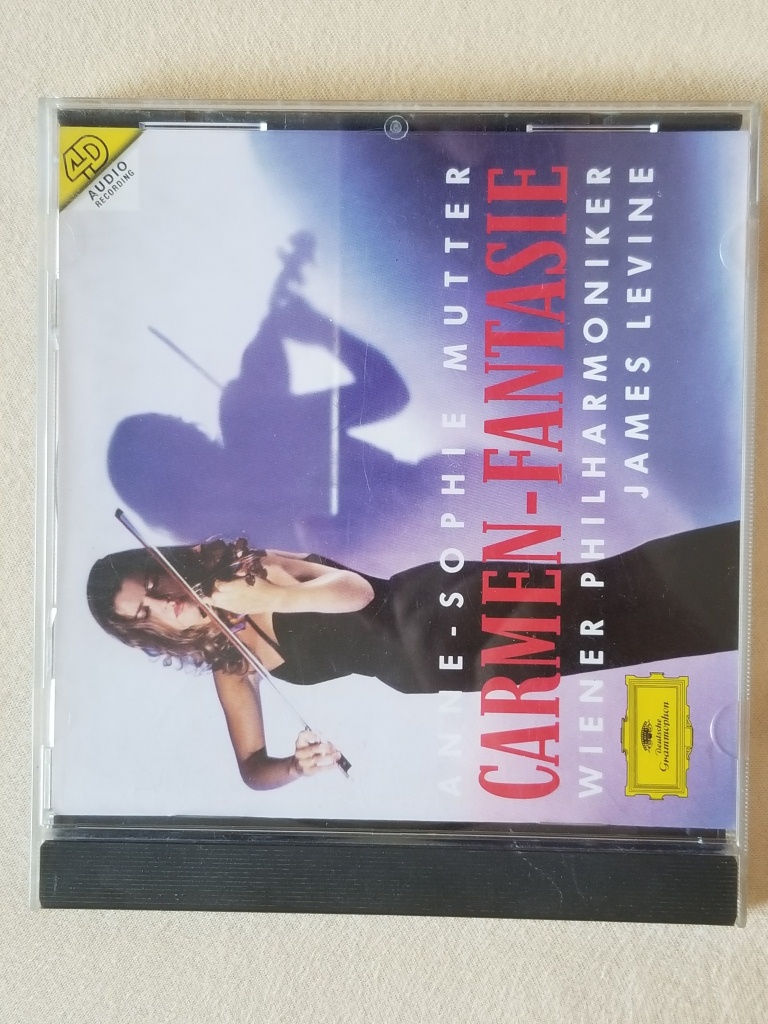 4D
AUDIO
RECORDING
ANNE-SOPHIE MUTTER
CARMEN-FANTASIE
WIENER PHILHARMONIKER
JAMES LEVINE
Deutsche
Grammophon